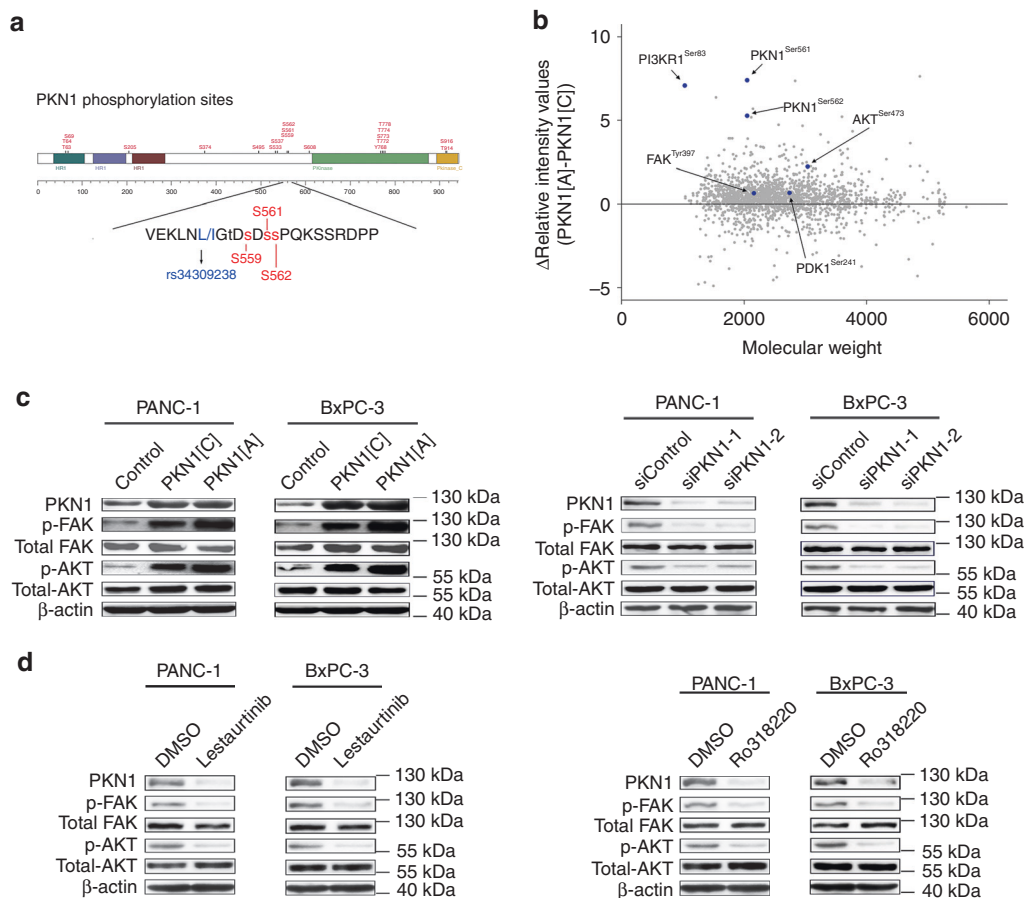 a
PKN1 phosphorylation sites
S69
T64
T63
S205
S374
S465
S537
S533
S562
S561
S559
S608
T778
T774
S773
T772
Y768
S916
T914
HR1
HR1
HR1
PKinase
0 100 200 300 400 500 600 700 800 900
S561
VEKLNL/IGtDsDssPQKSSRDPP
S559
S562
rs34309238
b
ΔRelative intensity values
(PKN1[A]-PKN1[C])
10
5
0
−5
0 2000 4000 6000
Molecular weight
PI3KR1Ser83
PKN1Ser561
PKN1Ser562
AKTSer473
FAKTyr397
PDK1Ser241
c
PANC-1 BxPC-3
Control PKN1[C] PKN1[A] Control PKN1[C] PKN1[A]
PKN1 130 kDa
p-FAK 130 kDa
Total FAK 130 kDa
p-AKT 55 kDa
Total-AKT 55 kDa
β-actin 40 kDa
PANC-1 BxPC-3
siControl siPKN1-1 siPKN1-2 siControl siPKN1-1 siPKN1-2
PKN1 130 kDa
p-FAK 130 kDa
Total FAK 130 kDa
p-AKT 55 kDa
Total-AKT 55 kDa
β-actin 40 kDa
d
PANC-1 BxPC-3
DMSO Lestaurtinib DMSO Lestaurtinib
PKN1 130 kDa
p-FAK 130 kDa
Total FAK 130 kDa
p-AKT 55 kDa
Total-AKT 55 kDa
β-actin 40 kDa
PANC-1 BxPC-3
DMSO Ro318220 DMSO Ro318220
PKN1 130 kDa
p-FAK 130 kDa
Total FAK 130 kDa
p-AKT 55 kDa
Total-AKT 55 kDa
β-actin 40 kDa